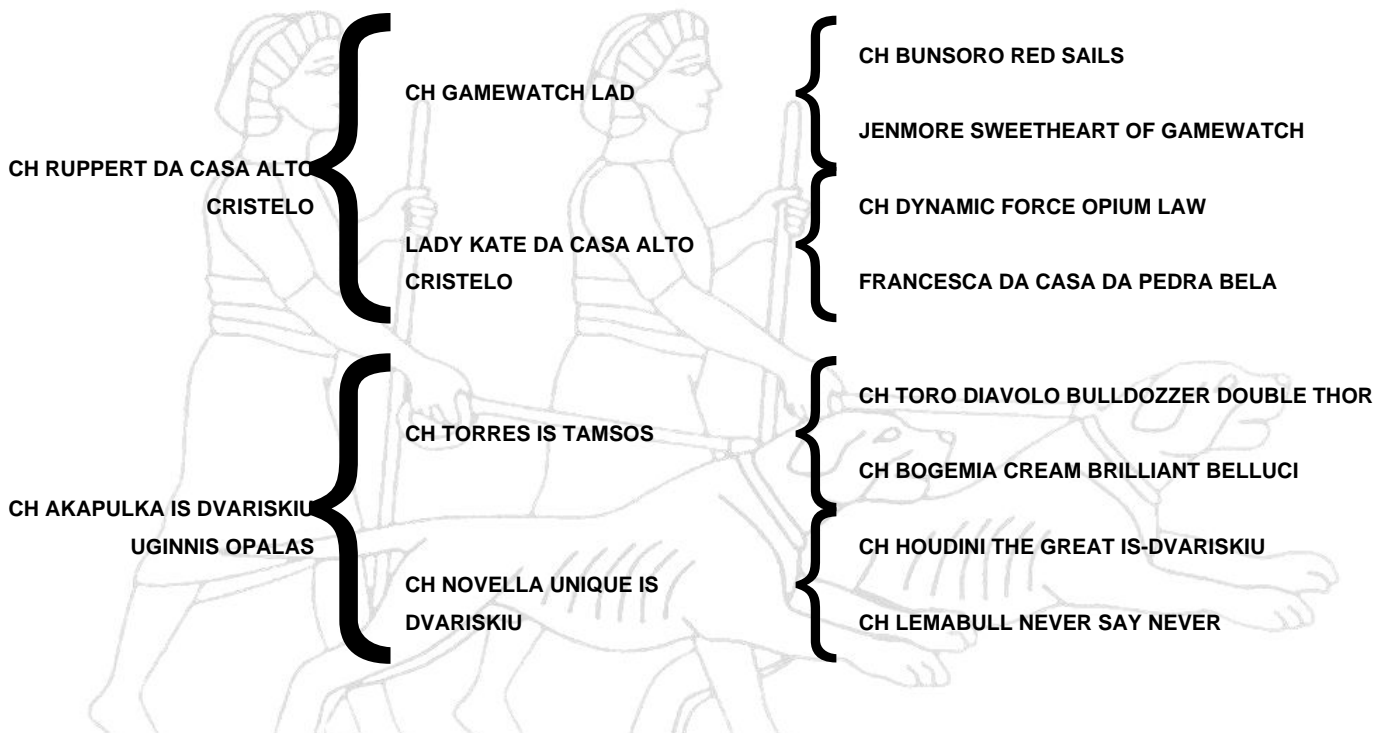 CH RUPPERT DA CASA ALTO
CRISTELO
CH GAMEWATCH LAD
LADY KATE DA CASA ALTO
CRISTELO
CH BUNSORO RED SAILS
JENMORE SWEETHEART OF GAMEWATCH
CH DYNAMIC FORCE OPIUM LAW
FRANCESCA DA CASA DA PEDRA BELA
CH AKAPULKA IS DVARISKIU
UGINNIS OPALAS
CH TORRES IS TAMSOS
CH NOVELLA UNIQUE IS
DVARISKIU
CH TORO DIAVOLO BULLDOZZER DOUBLE THOR
CH BOGEMIA CREAM BRILLIANT BELLUCI
CH HOUDINI THE GREAT IS-DVARISKIU
CH LEMABULL NEVER SAY NEVER